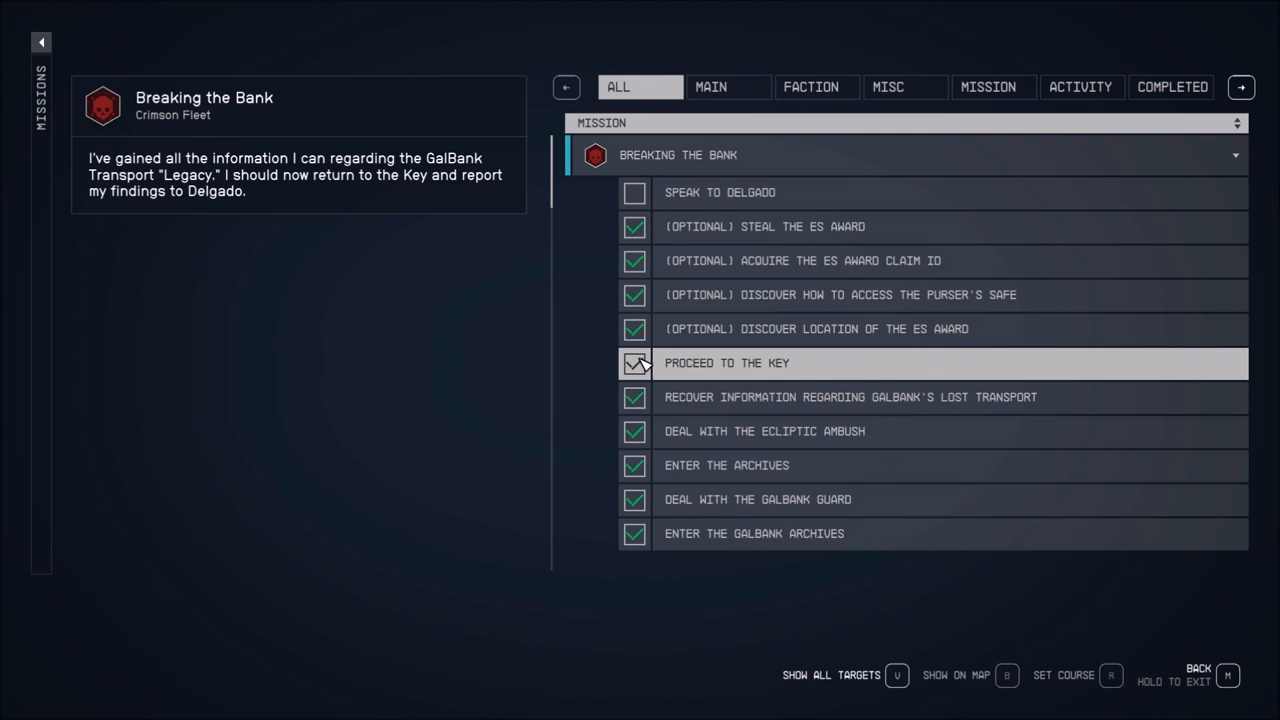 MISSIONS
Breaking the Bank
Crimson Fleet
I've gained all the information I can regarding the GalBank
Transport "Legacy." I should now return to the Key and report
my findings to Delgado.
ALL
MAIN
FACTION
MISC
MISSION
ACTIVITY
COMPLETED
MISSION
BREAKING THE BANK
SPEAK TO DELGADO
(OPTIONAL) STEAL THE ES AWARD
(OPTIONAL) ACQUIRE THE ES AWARD CLAIM ID
(OPTIONAL) DISCOVER HOW TO ACCESS THE PURSER'S SAFE
(OPTIONAL) DISCOVER LOCATION OF THE ES AWARD
PROCEED TO THE KEY
RECOVER INFORMATION REGARDING GALBANK'S LOST TRANSPORT
DEAL WITH THE ECLIPTIC AMBUSH
ENTER THE ARCHIVES
DEAL WITH THE GALBANK GUARD
ENTER THE GALBANK ARCHIVES
SHOW ALL TARGETS V
SHOW ON MAP B
SET COURSE R
BACK M
HOLD TO EXIT